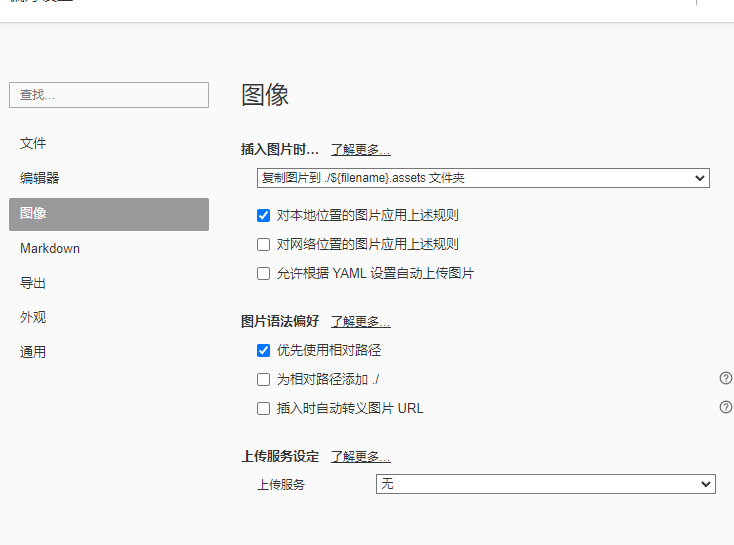 查找...
文件
编辑器
图像
Markdown
导出
外观
通用
图像
插入图片时... 了解更多...
复制图片到 ./${filename}.assets 文件夹
对本地位置的图片应用上述规则
对网络位置的图片应用上述规则
允许根据 YAML 设置自动上传图片
图片语法偏好 了解更多...
优先使用相对路径
为相对路径添加 ./
插入时自动转义图片 URL
上传服务设定 了解更多...
上传服务 无